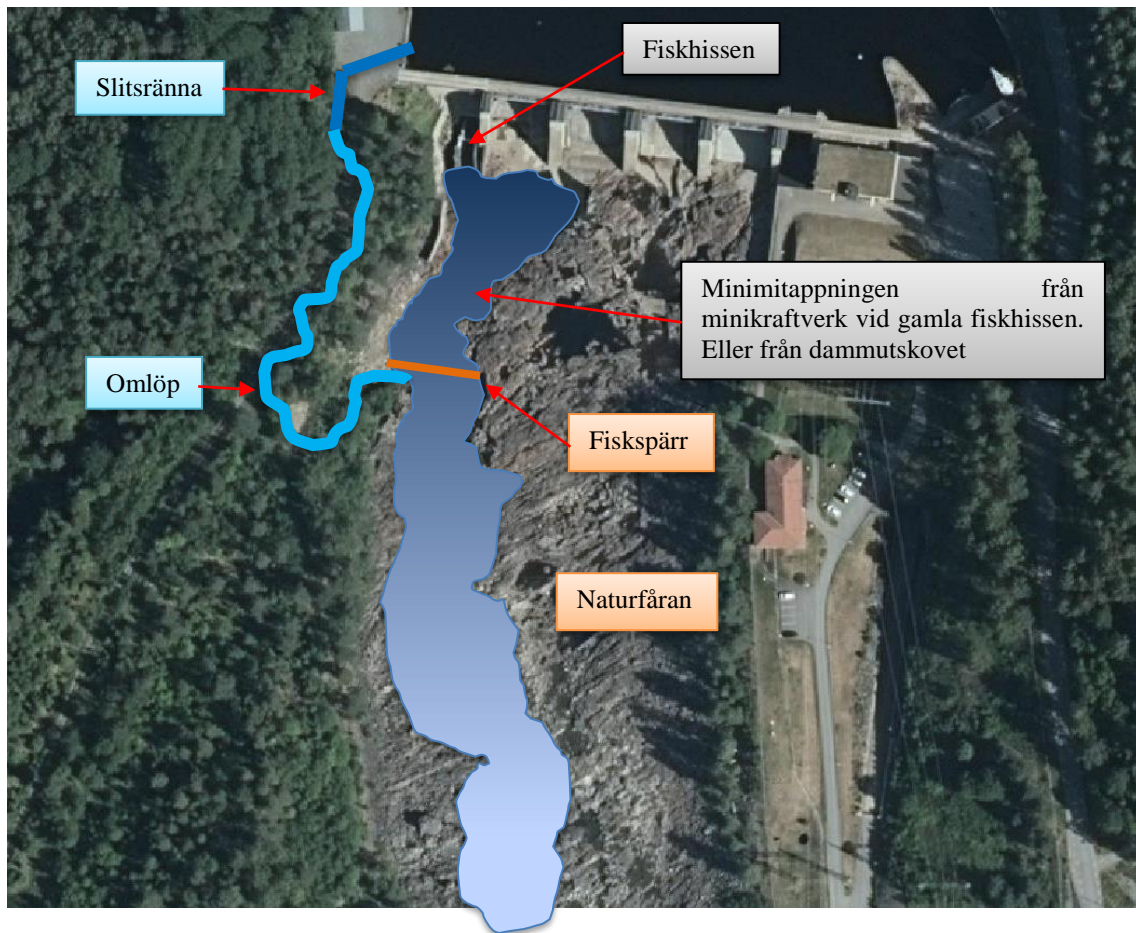 Fiskhissen
Slitsränna
Minimitappningen från
minikraftverk vid gamla fiskhissen.
Eller från dammutskovet
Omlöp
Fiskspärr
Naturfåran